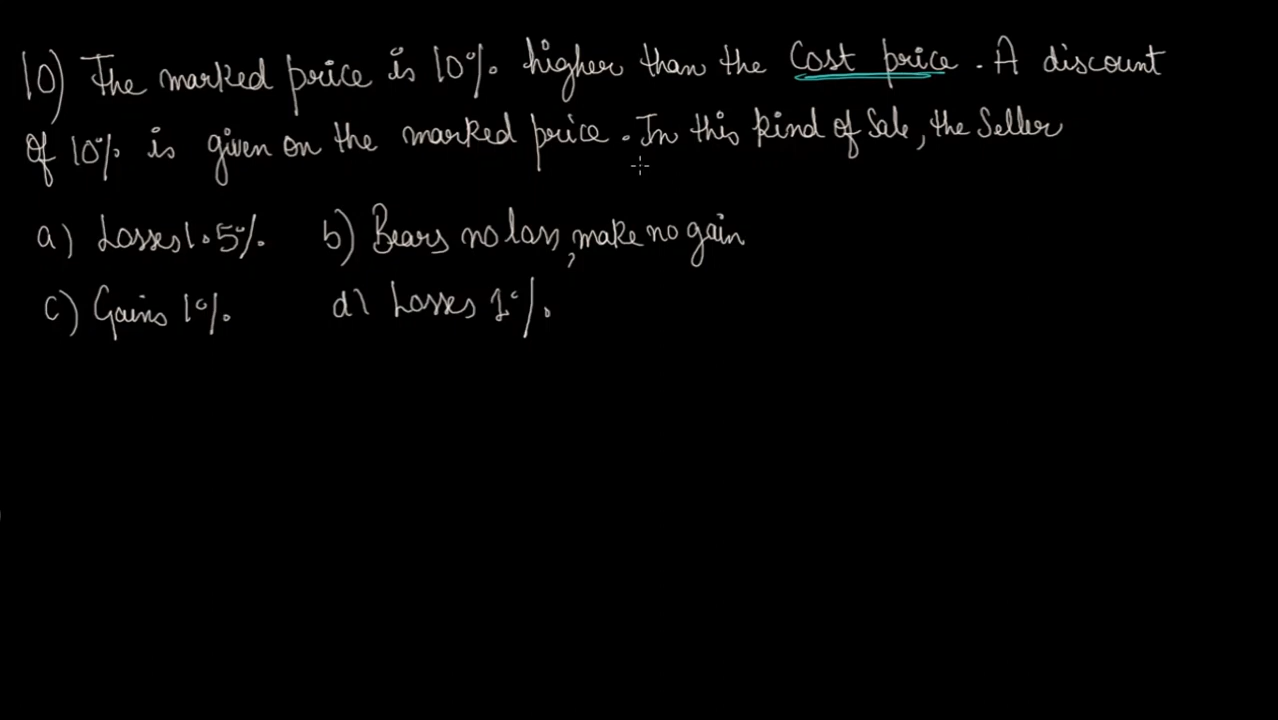 10) The marked price is 10% higher than the Cost price. A discount
of 10% is given on the marked price. In this kind of Sale, the Seller
a) Losses 1.5% b) Bears no loss, make no gain
c) Gains 1% d) Losses 1%.